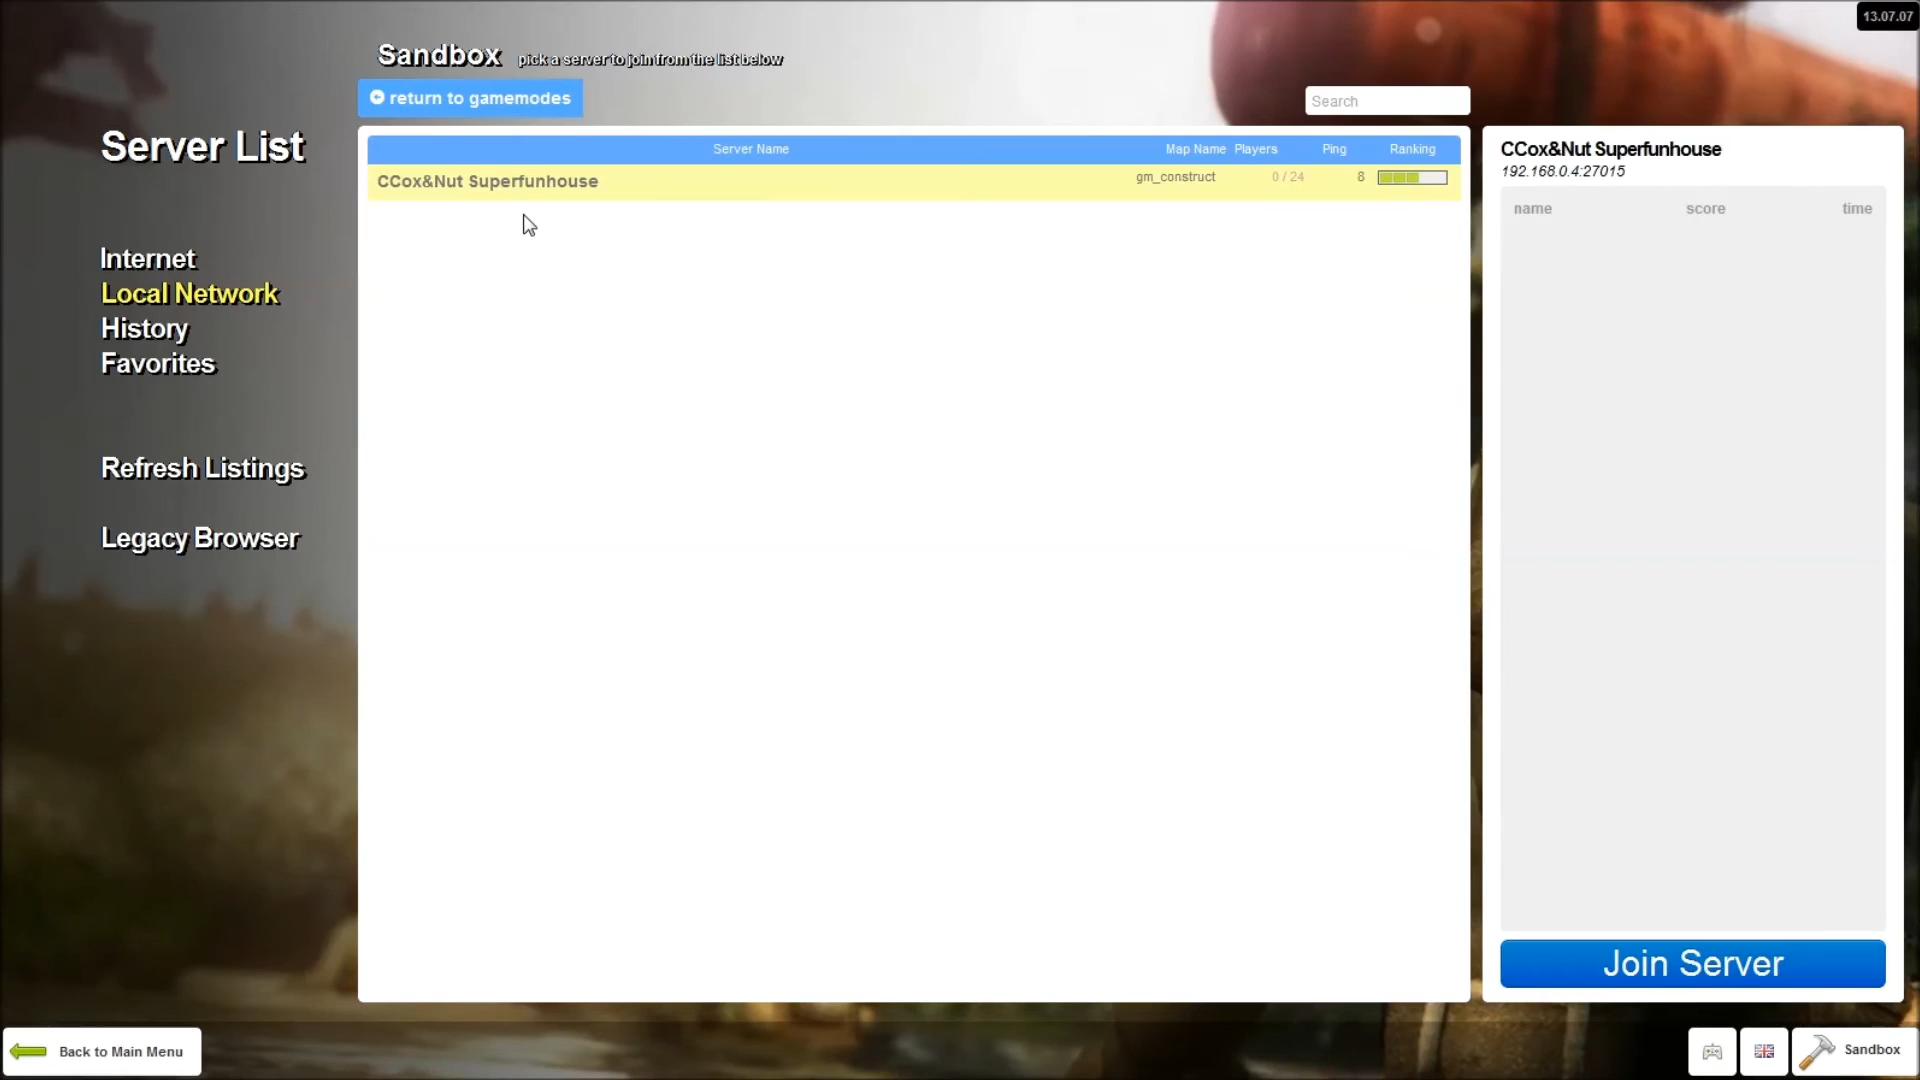 13.07.07
Sandbox pick a server to join from the list below
return to gamemodes
Search
Server List
Internet
Local Network
History
Favorites
Refresh Listings
Legacy Browser
Server Name Map Name Players Ping Ranking
CCox&Nut Superfunhouse gm_construct 0 / 24 8
CCox&Nut Superfunhouse
192.168.0.4:27015
name score time
Join Server
Back to Main Menu
Sandbox